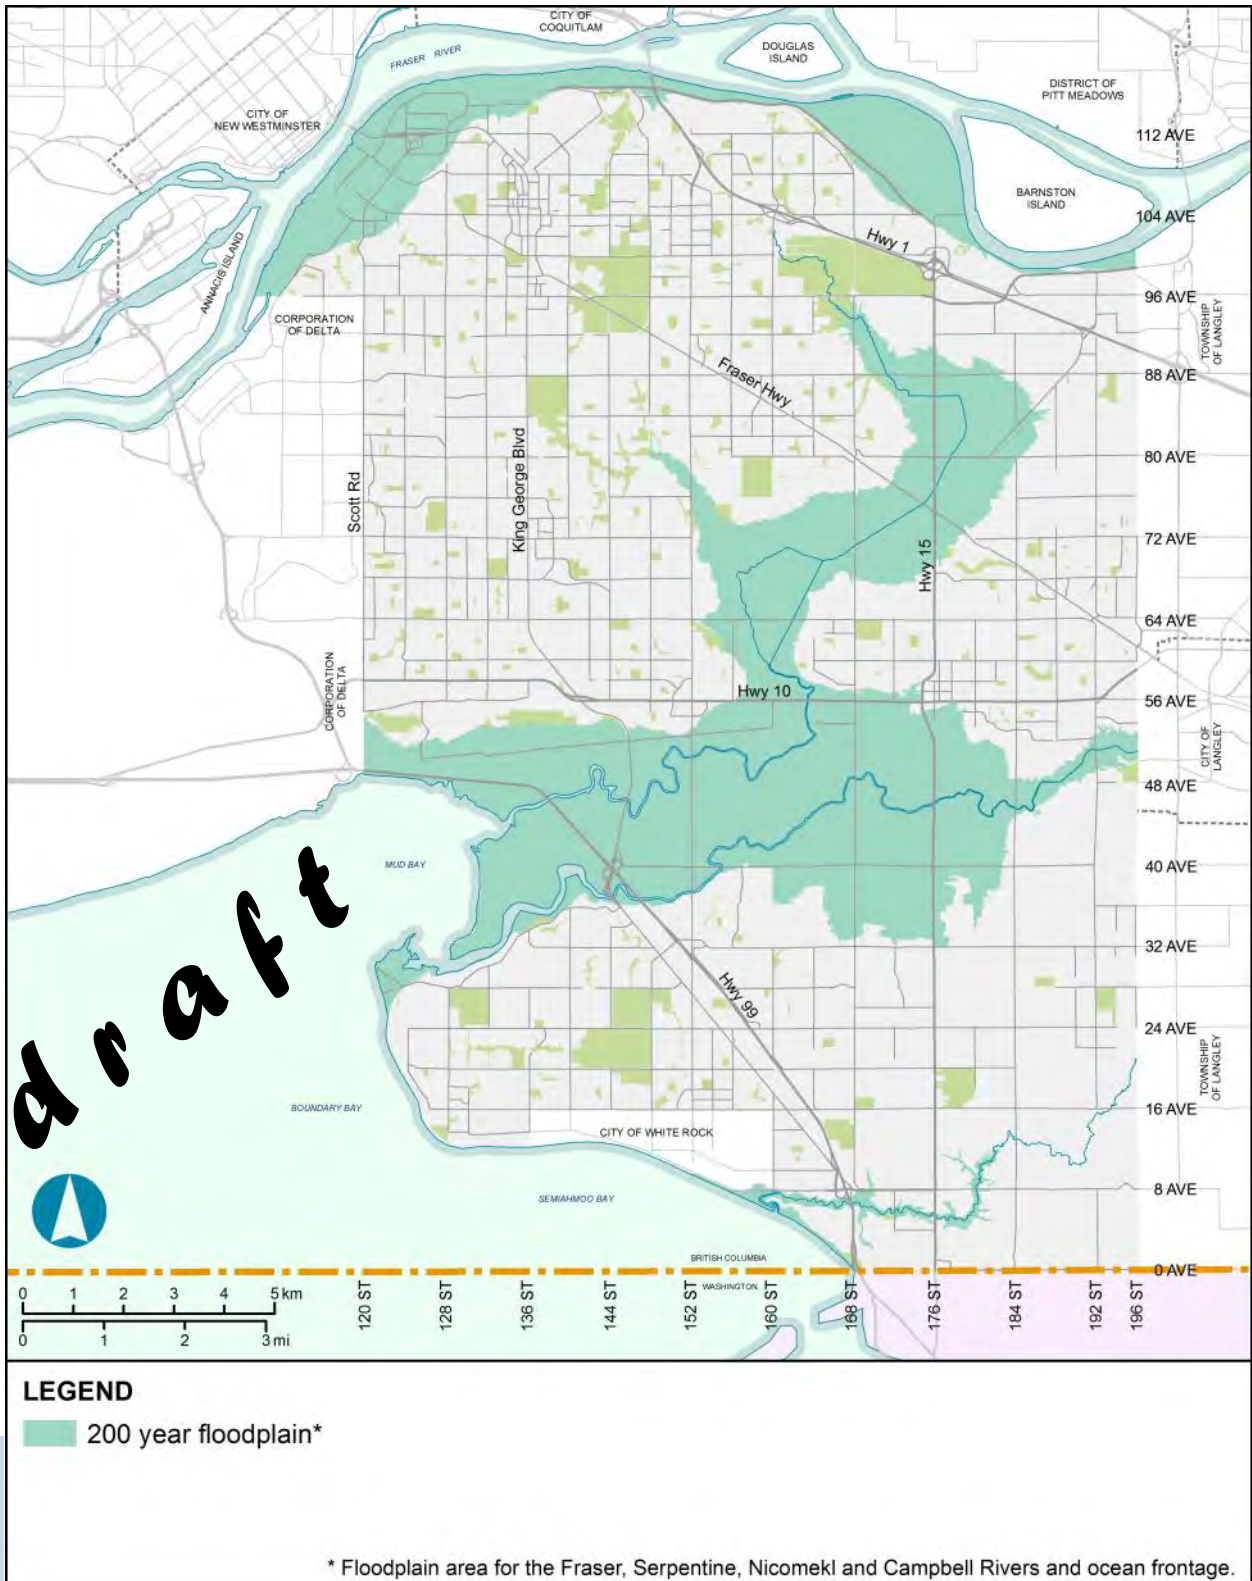 CITY OF
COQUITLAM
FRASER RIVER
DOUGLAS
ISLAND
DISTRICT OF
PITT MEADOWS
CITY OF
NEW WESTMINSTER
112 AVE
BARNSTON
ISLAND
104 AVE
Hwy 1
ANNACIS ISLAND
96 AVE
CORPORATION
OF DELTA
TOWNSHIP
OF LANGLEY
88 AVE
Fraser Hwy
80 AVE
Scott Rd
King George Blvd
72 AVE
Hwy 15
64 AVE
CORPORATION
OF DELTA
Hwy 10
56 AVE
CITY OF
LANGLEY
48 AVE
MUD BAY
40 AVE
draft
32 AVE
Hwy 99
24 AVE
TOWNSHIP
OF LANGLEY
BOUNDARY BAY
16 AVE
CITY OF WHITE ROCK
SEMIAHMOO BAY
8 AVE
BRITISH COLUMBIA
0 AVE
WASHINGTON
0 1 2 3 4 5 km
0 1 2 3 mi
120 ST
128 ST
136 ST
144 ST
152 ST
160 ST
168 ST
176 ST
184 ST
192 ST
196 ST
LEGEND
200 year floodplain*
* Floodplain area for the Fraser, Serpentine, Nicomekl and Campbell Rivers and ocean frontage.